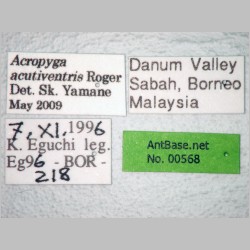 Acropyga
acutiventris Roger
Det. Sk. Yamane
May 2009
Danum Valley
Sabah, Borneo
Malaysia
7, XI, 1996
K. Eguchi leg.
Eg96 - BOR -
218
AntBase.net
No. 00568